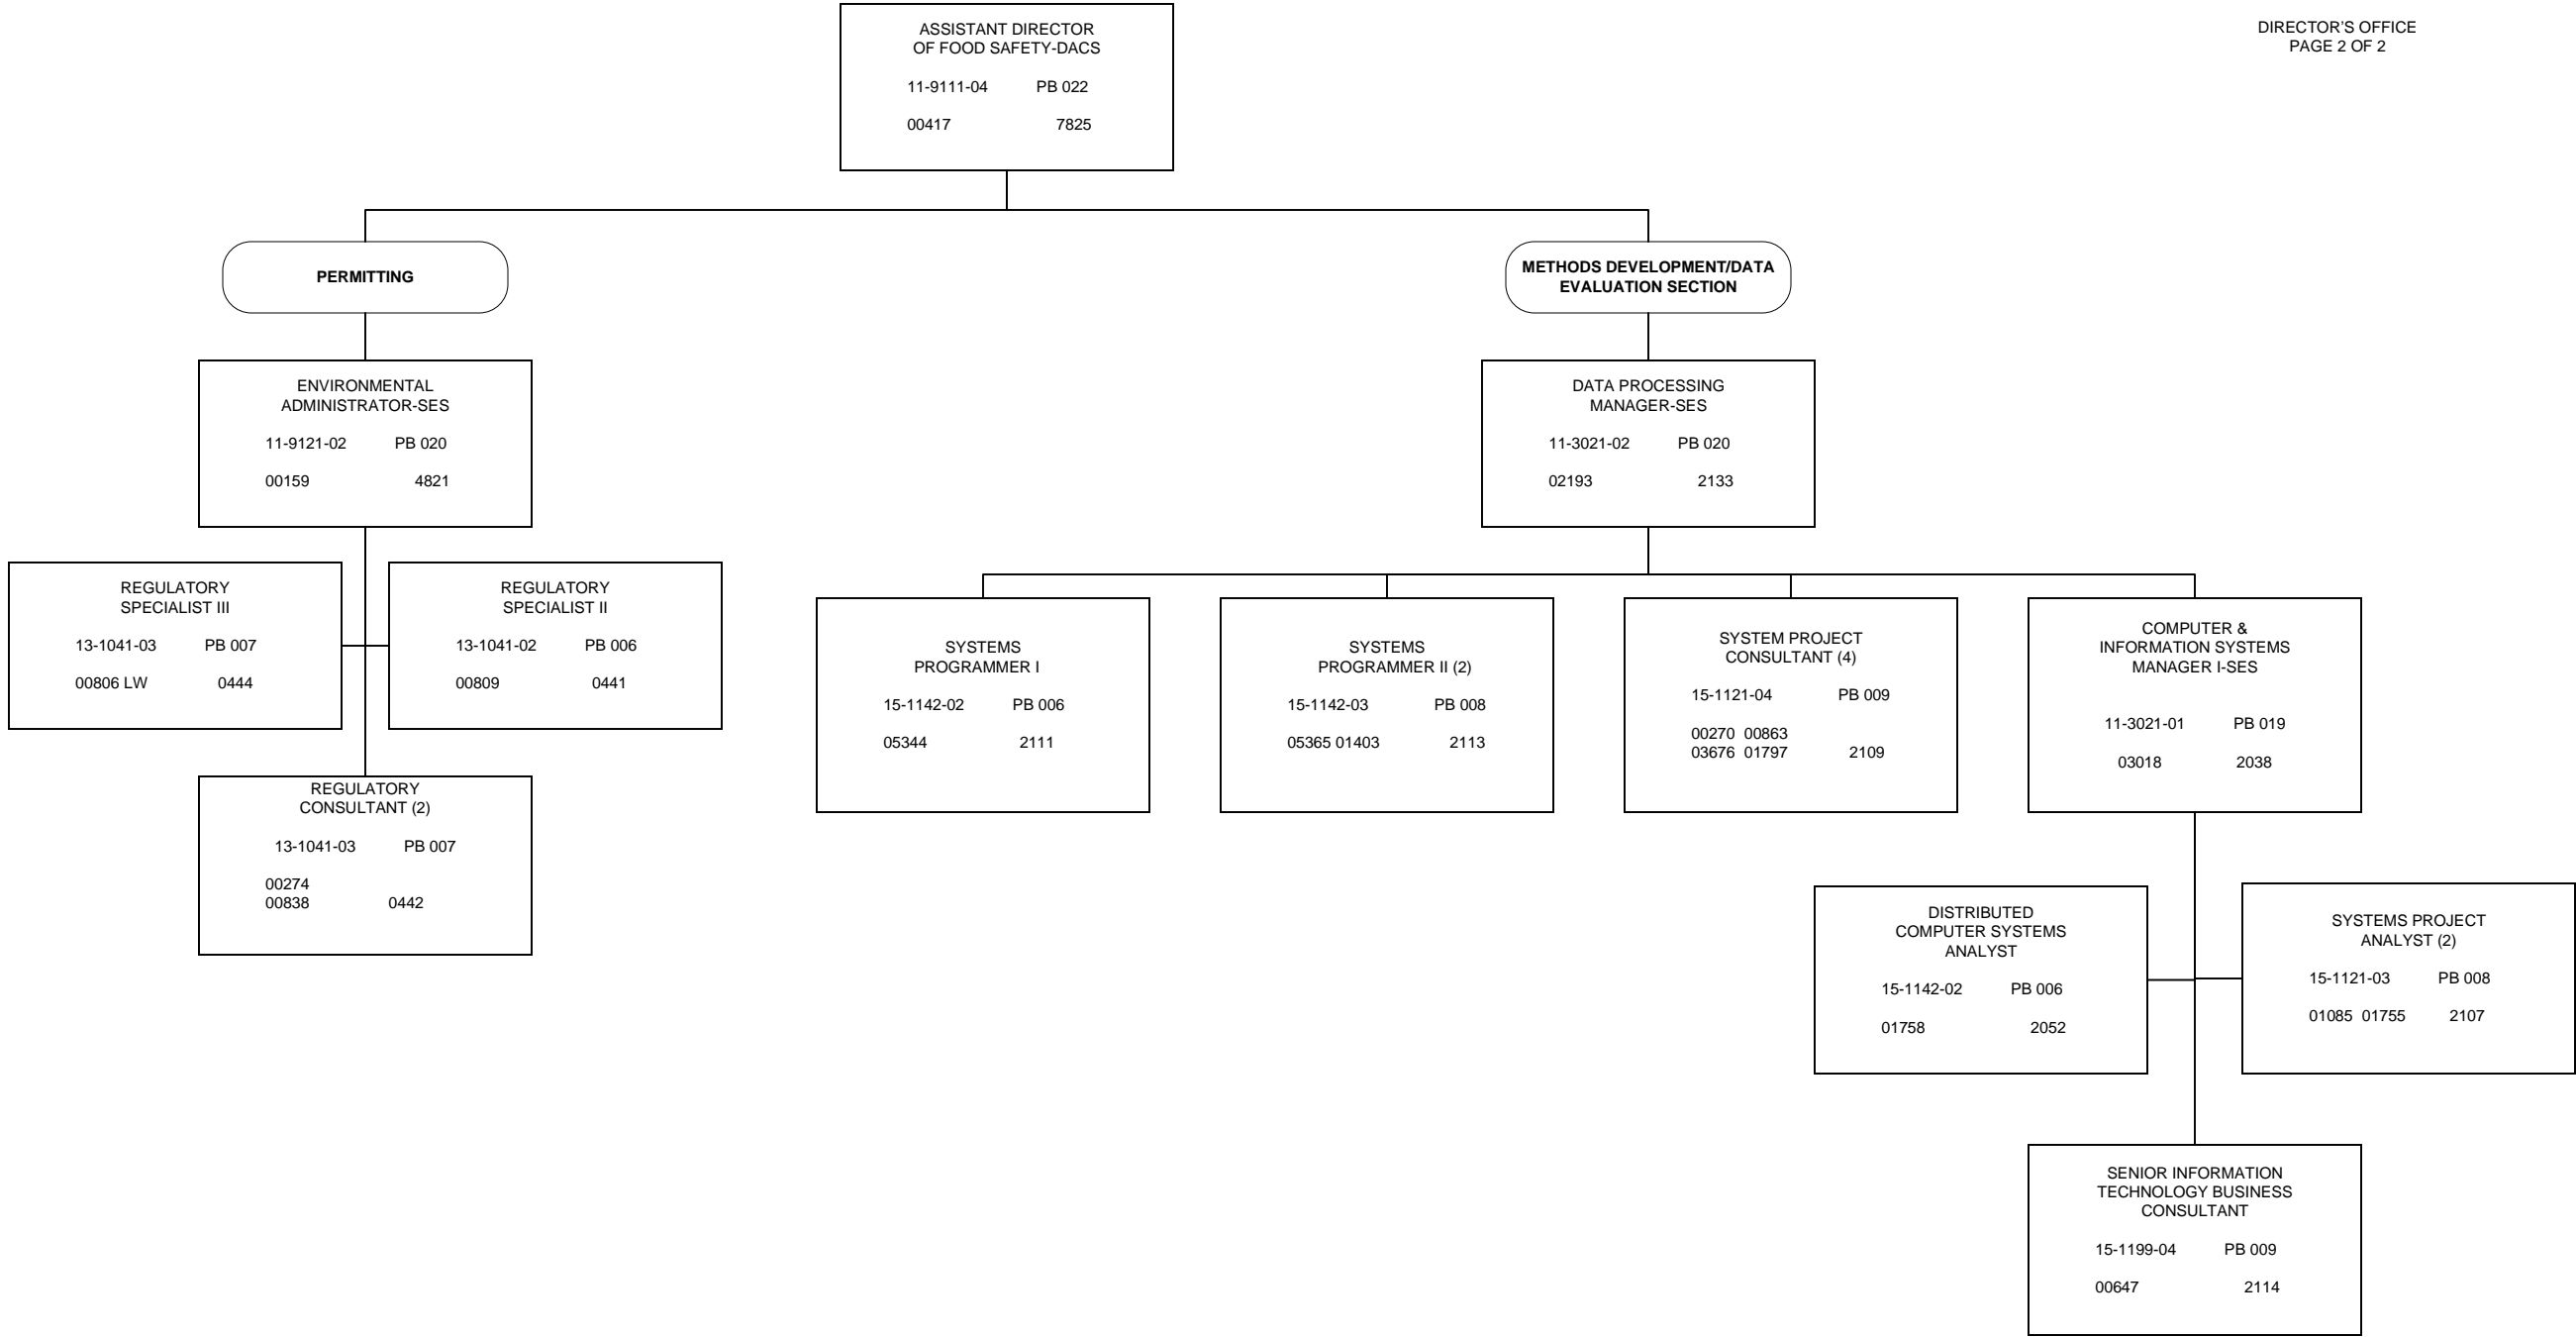 DIRECTOR'S OFFICE
PAGE 2 OF 2
ASSISTANT DIRECTOR
OF FOOD SAFETY-DACS
11-9111-04 PB 022
00417 7825
PERMITTING
METHODS DEVELOPMENT/DATA
EVALUATION SECTION
ENVIRONMENTAL
ADMINISTRATOR-SES
11-9121-02 PB 020
00159 4821
DATA PROCESSING
MANAGER-SES
11-3021-02 PB 020
02193 2133
REGULATORY
SPECIALIST III
13-1041-03 PB 007
00806 LW 0444
REGULATORY
SPECIALIST II
13-1041-02 PB 006
00809 0441
REGULATORY
CONSULTANT (2)
13-1041-03 PB 007
00274
00838 0442
SYSTEMS
PROGRAMMER I
15-1142-02 PB 006
05344 2111
SYSTEMS
PROGRAMMER II (2)
15-1142-03 PB 008
05365 01403 2113
SYSTEM PROJECT
CONSULTANT (4)
15-1121-04 PB 009
00270 00863
03676 01797 2109
COMPUTER &
INFORMATION SYSTEMS
MANAGER I-SES
11-3021-01 PB 019
03018 2038
DISTRIBUTED
COMPUTER SYSTEMS
ANALYST
15-1142-02 PB 006
01758 2052
SYSTEMS PROJECT
ANALYST (2)
15-1121-03 PB 008
01085 01755 2107
SENIOR INFORMATION
TECHNOLOGY BUSINESS
CONSULTANT
15-1199-04 PB 009
00647 2114